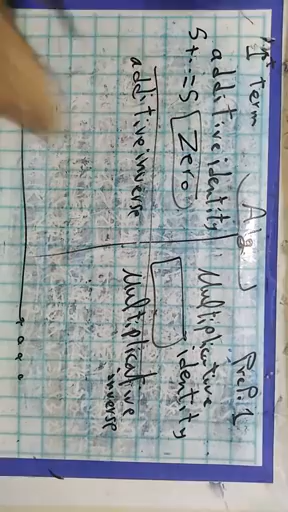 1st term Alg Prep. 1
additive identity Multiplicative identity
5+..=5 Zero
additive inverse Multiplicative inverse